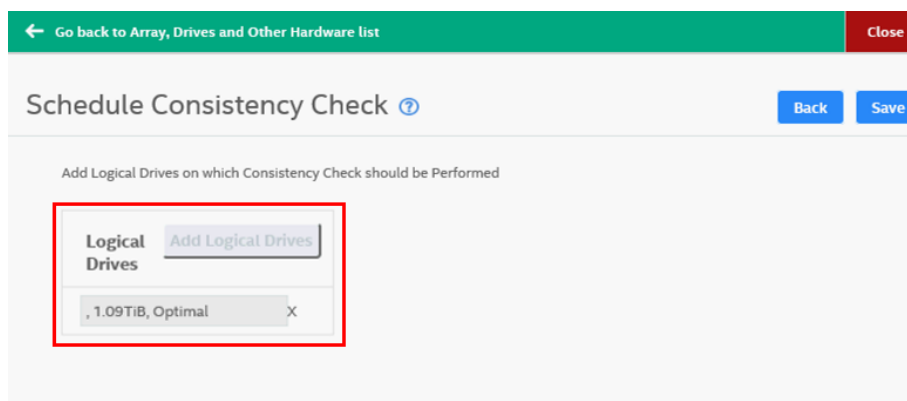 Go back to Array, Drives and Other Hardware list
Close
Schedule Consistency Check ?
Back
Save
Add Logical Drives on which Consistency Check should be Performed
Logical
Drives
Add Logical Drives
, 1.09TiB, Optimal X